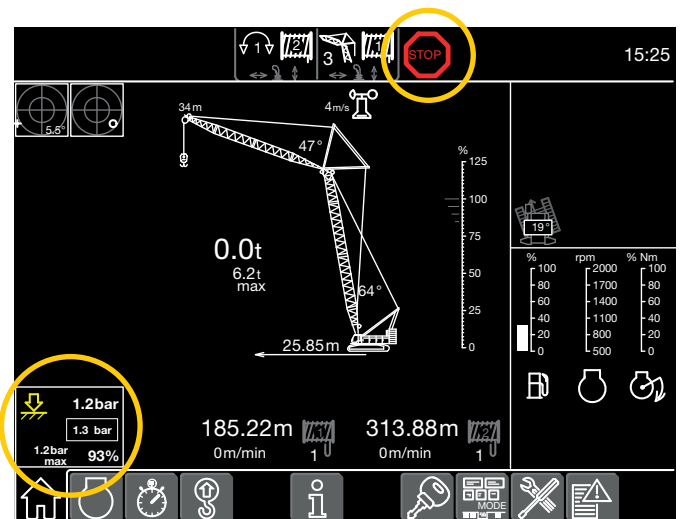 1 2 3 1 STOP 15:25
5.5°
34m
4m/s
47°
%
125
100
75
50
25
0
0.0t
6.2t
max
64°
25.85m
19°
% rpm % Nm
100 2000 100
80 1700 80
60 1400 60
40 1100 40
20 800 20
0 500 0
1.2bar
1.3 bar
1.2bar
max 93%
185.22m 1 313.88m 2
0m/min 1 0m/min 1
MODE